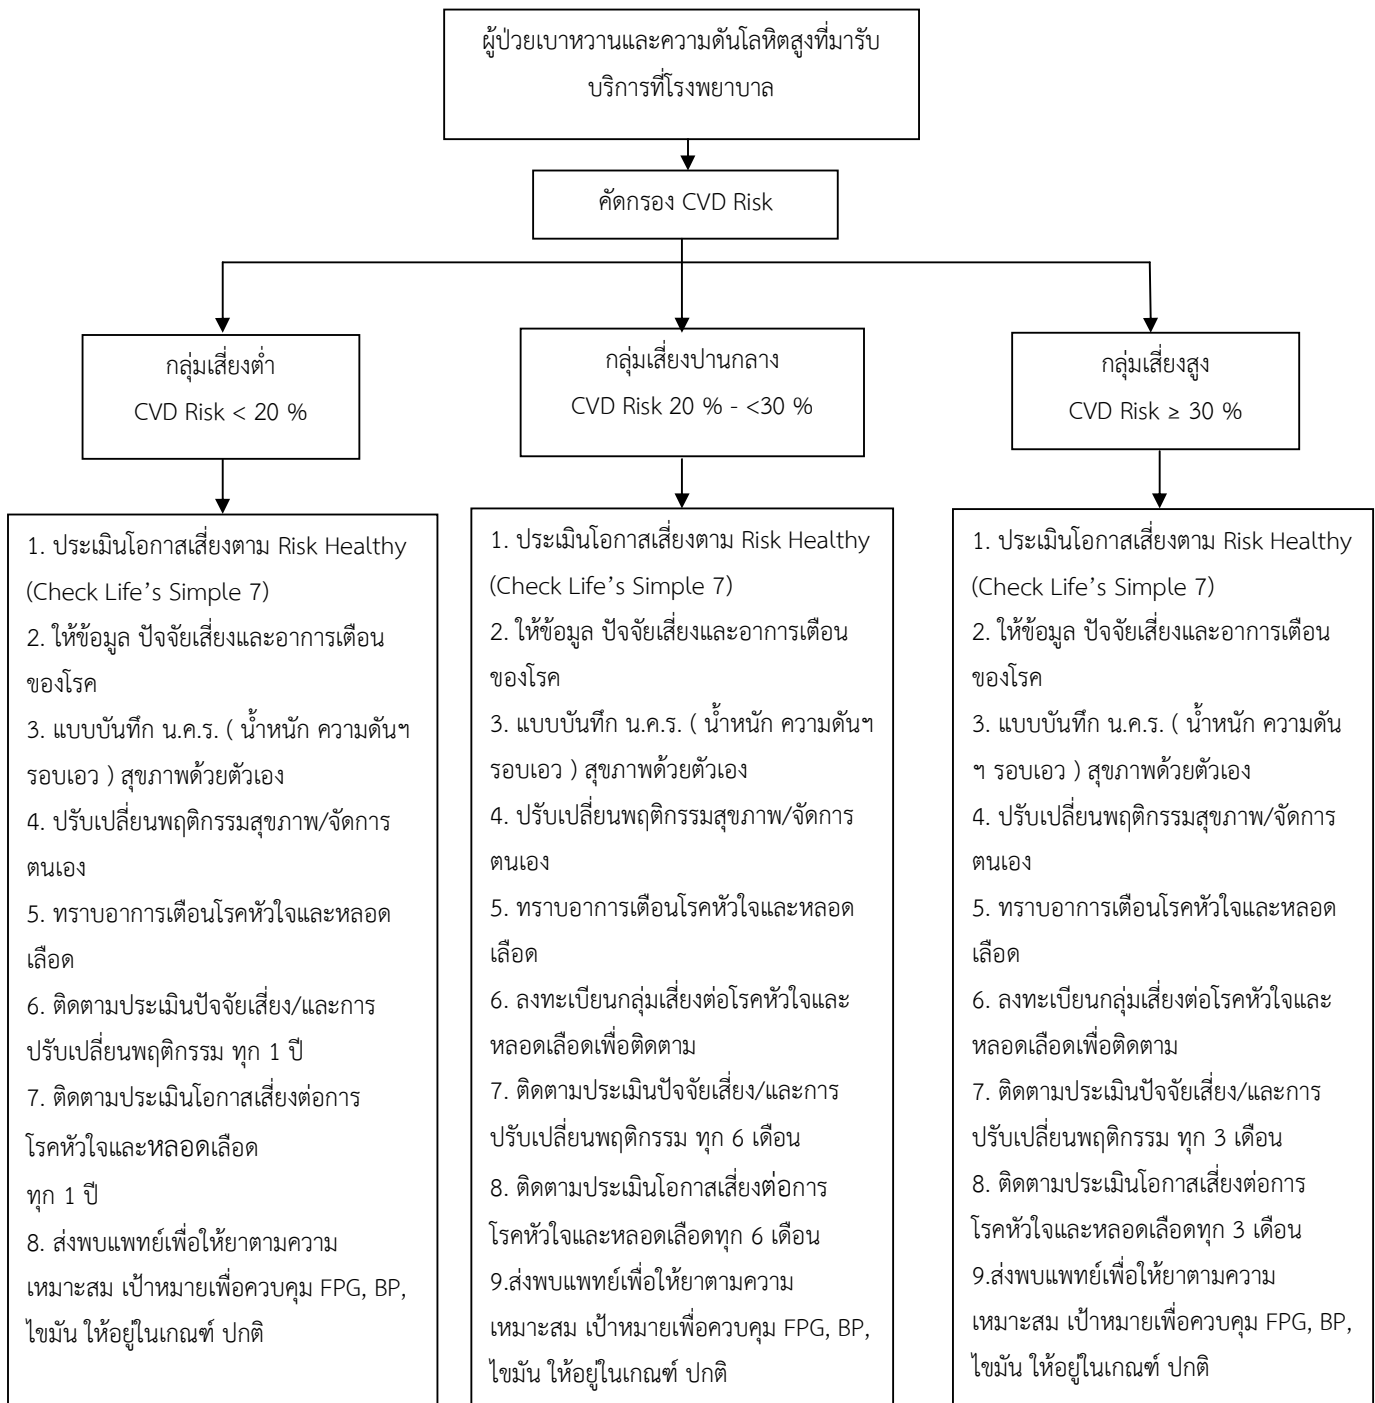 ผู้ป่วยเบาหวานและความดันโลหิตสูงที่มารับ
บริการที่โรงพยาบาล
คัดกรอง CVD Risk
กลุ่มเสี่ยงต่ำ
CVD Risk < 20 %
กลุ่มเสี่ยงปานกลาง
CVD Risk 20 % - <30 %
กลุ่มเสี่ยงสูง
CVD Risk ≥ 30 %
1. ประเมินโอกาสเสี่ยงตาม Risk Healthy
(Check Life’s Simple 7)
2. ให้ข้อมูล ปัจจัยเสี่ยงและอาการเตือน
ของโรค
3. แบบบันทึก น.ค.ร. ( น้ำหนัก ความดันฯ
รอบเอว ) สุขภาพด้วยตัวเอง
4. ปรับเปลี่ยนพฤติกรรมสุขภาพ/จัดการ
ตนเอง
5. ทราบอาการเตือนโรคหัวใจและหลอด
เลือด
6. ติดตามประเมินปัจจัยเสี่ยง/และการ
ปรับเปลี่ยนพฤติกรรม ทุก 1 ปี
7. ติดตามประเมินโอกาสเสี่ยงต่อการ
โรคหัวใจและหลอดเลือด
ทุก 1 ปี
8. ส่งพบแพทย์เพื่อให้ยาตามความ
เหมาะสม เป้าหมายเพื่อควบคุม FPG, BP,
ไขมัน ให้อยู่ในเกณฑ์ ปกติ
1. ประเมินโอกาสเสี่ยงตาม Risk Healthy
(Check Life’s Simple 7)
2. ให้ข้อมูล ปัจจัยเสี่ยงและอาการเตือน
ของโรค
3. แบบบันทึก น.ค.ร. ( น้ำหนัก ความดันฯ
รอบเอว ) สุขภาพด้วยตัวเอง
4. ปรับเปลี่ยนพฤติกรรมสุขภาพ/จัดการ
ตนเอง
5. ทราบอาการเตือนโรคหัวใจและหลอด
เลือด
6. ลงทะเบียนกลุ่มเสี่ยงต่อโรคหัวใจและ
หลอดเลือดเพื่อติดตาม
7. ติดตามประเมินปัจจัยเสี่ยง/และการ
ปรับเปลี่ยนพฤติกรรม ทุก 6 เดือน
8. ติดตามประเมินโอกาสเสี่ยงต่อการ
โรคหัวใจและหลอดเลือดทุก 6 เดือน
9.ส่งพบแพทย์เพื่อให้ยาตามความ
เหมาะสม เป้าหมายเพื่อควบคุม FPG, BP,
ไขมัน ให้อยู่ในเกณฑ์ ปกติ
1. ประเมินโอกาสเสี่ยงตาม Risk Healthy
(Check Life’s Simple 7)
2. ให้ข้อมูล ปัจจัยเสี่ยงและอาการเตือน
ของโรค
3. แบบบันทึก น.ค.ร. ( น้ำหนัก ความดัน
ฯ รอบเอว ) สุขภาพด้วยตัวเอง
4. ปรับเปลี่ยนพฤติกรรมสุขภาพ/จัดการ
ตนเอง
5. ทราบอาการเตือนโรคหัวใจและหลอด
เลือด
6. ลงทะเบียนกลุ่มเสี่ยงต่อโรคหัวใจและ
หลอดเลือดเพื่อติดตาม
7. ติดตามประเมินปัจจัยเสี่ยง/และการ
ปรับเปลี่ยนพฤติกรรม ทุก 3 เดือน
8. ติดตามประเมินโอกาสเสี่ยงต่อการ
โรคหัวใจและหลอดเลือดทุก 3 เดือน
9.ส่งพบแพทย์เพื่อให้ยาตามความ
เหมาะสม เป้าหมายเพื่อควบคุม FPG, BP,
ไขมัน ให้อยู่ในเกณฑ์ ปกติ